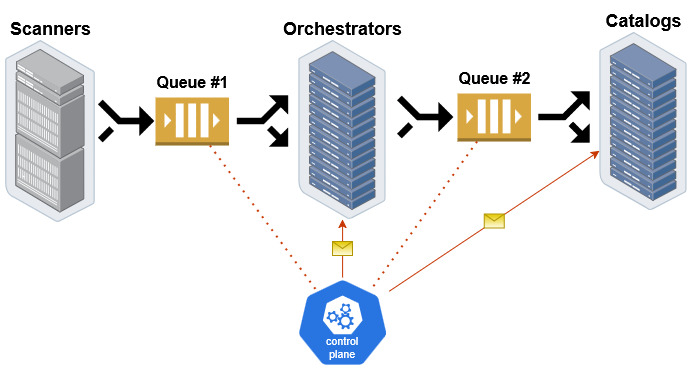 Scanners
Orchestrators
Catalogs
Queue #1
Queue #2
control
plane